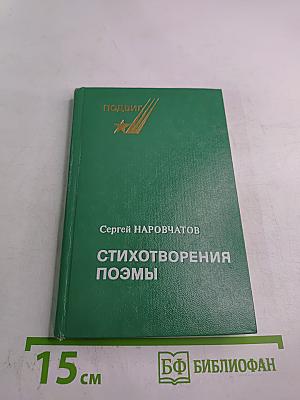 ПОДВИГ
Сергей НАРОВЧАТОВ
СТИХОТВОРЕНИЯ
ПОЭМЫ
15 см
БФ БИБЛИОФАН